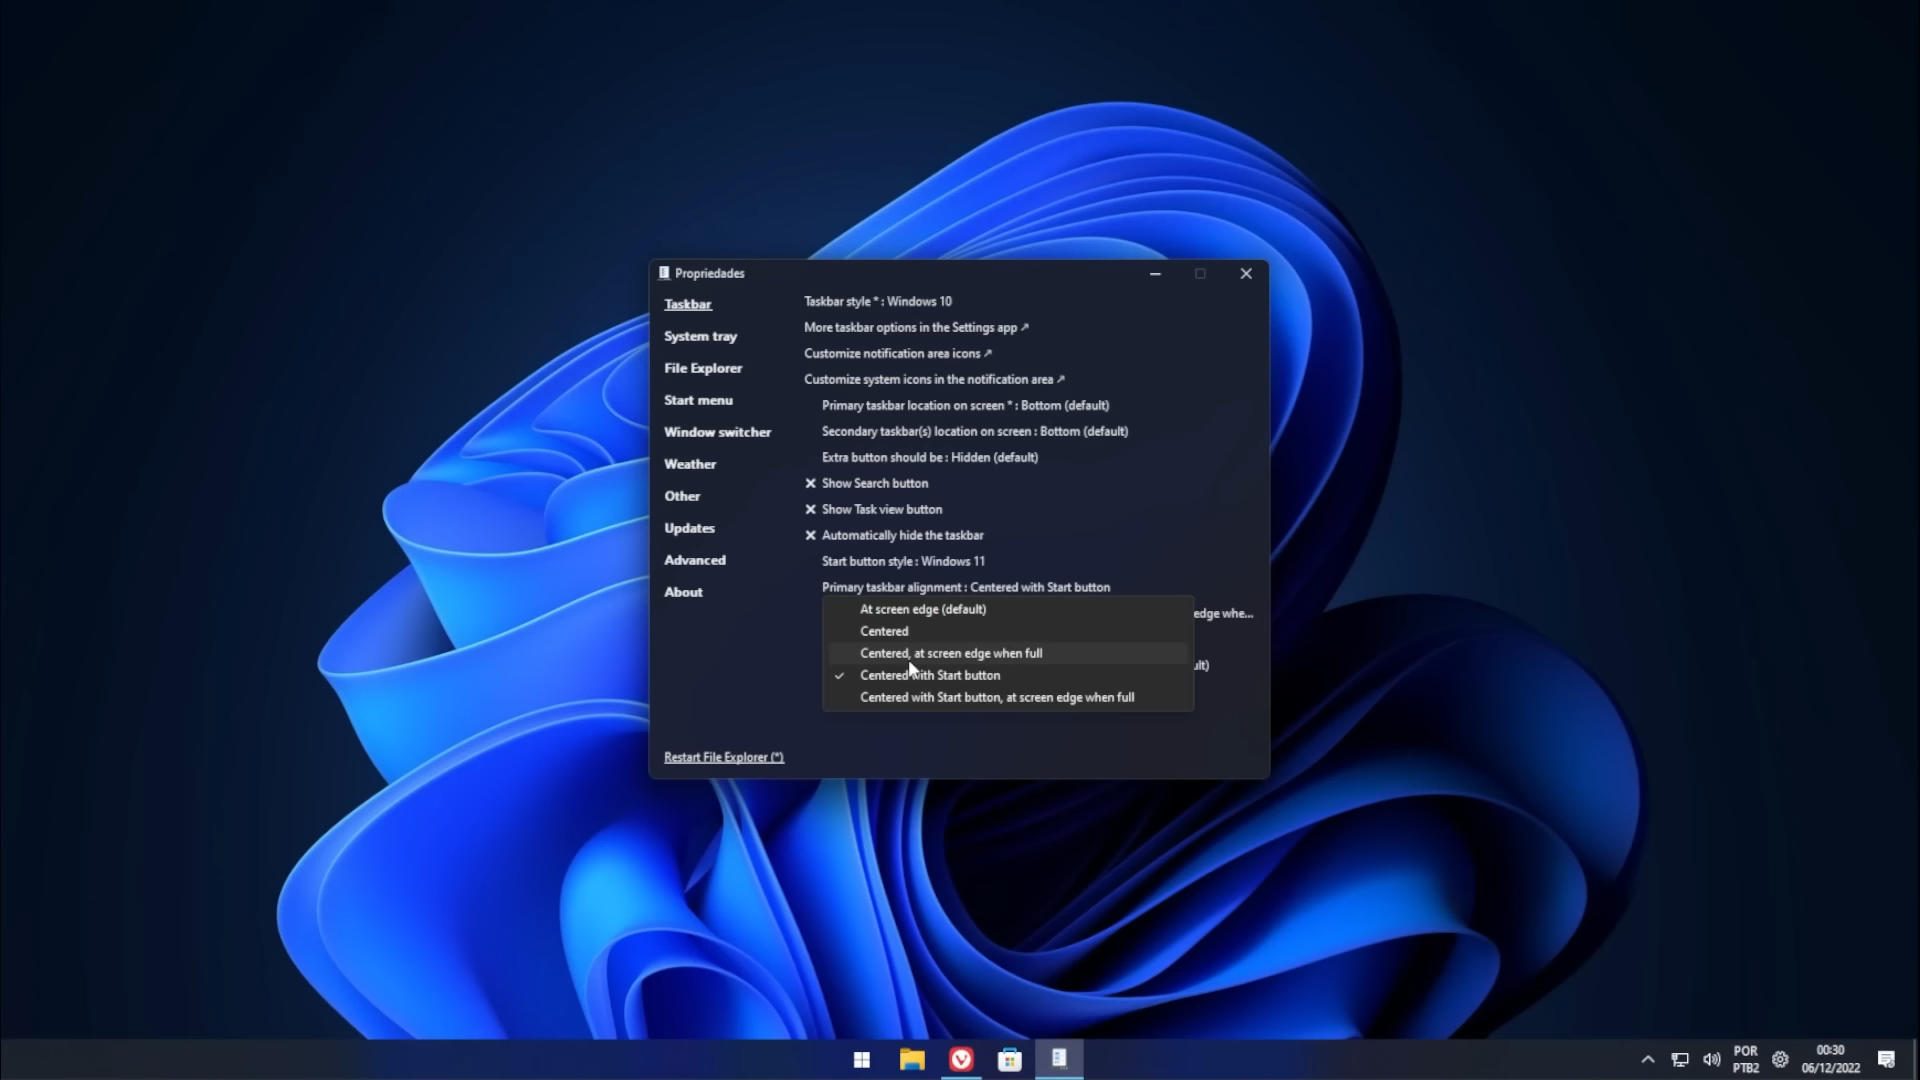 Propriedades
Taskbar
System tray
File Explorer
Start menu
Window switcher
Weather
Other
Updates
Advanced
About
Restart File Explorer (*)
Taskbar style * : Windows 10
More taskbar options in the Settings app ↗
Customize notification area icons ↗
Customize system icons in the notification area ↗
Primary taskbar location on screen * : Bottom (default)
Secondary taskbar(s) location on screen : Bottom (default)
Extra button should be : Hidden (default)
Show Search button
Show Task view button
Automatically hide the taskbar
Start button style : Windows 11
Primary taskbar alignment : Centered with Start button
edge whe...
At screen edge (default)
Centered
Centered, at screen edge when full
Centered with Start button
Centered with Start button, at screen edge when full
POR
PTB2
00:30
06/12/2022